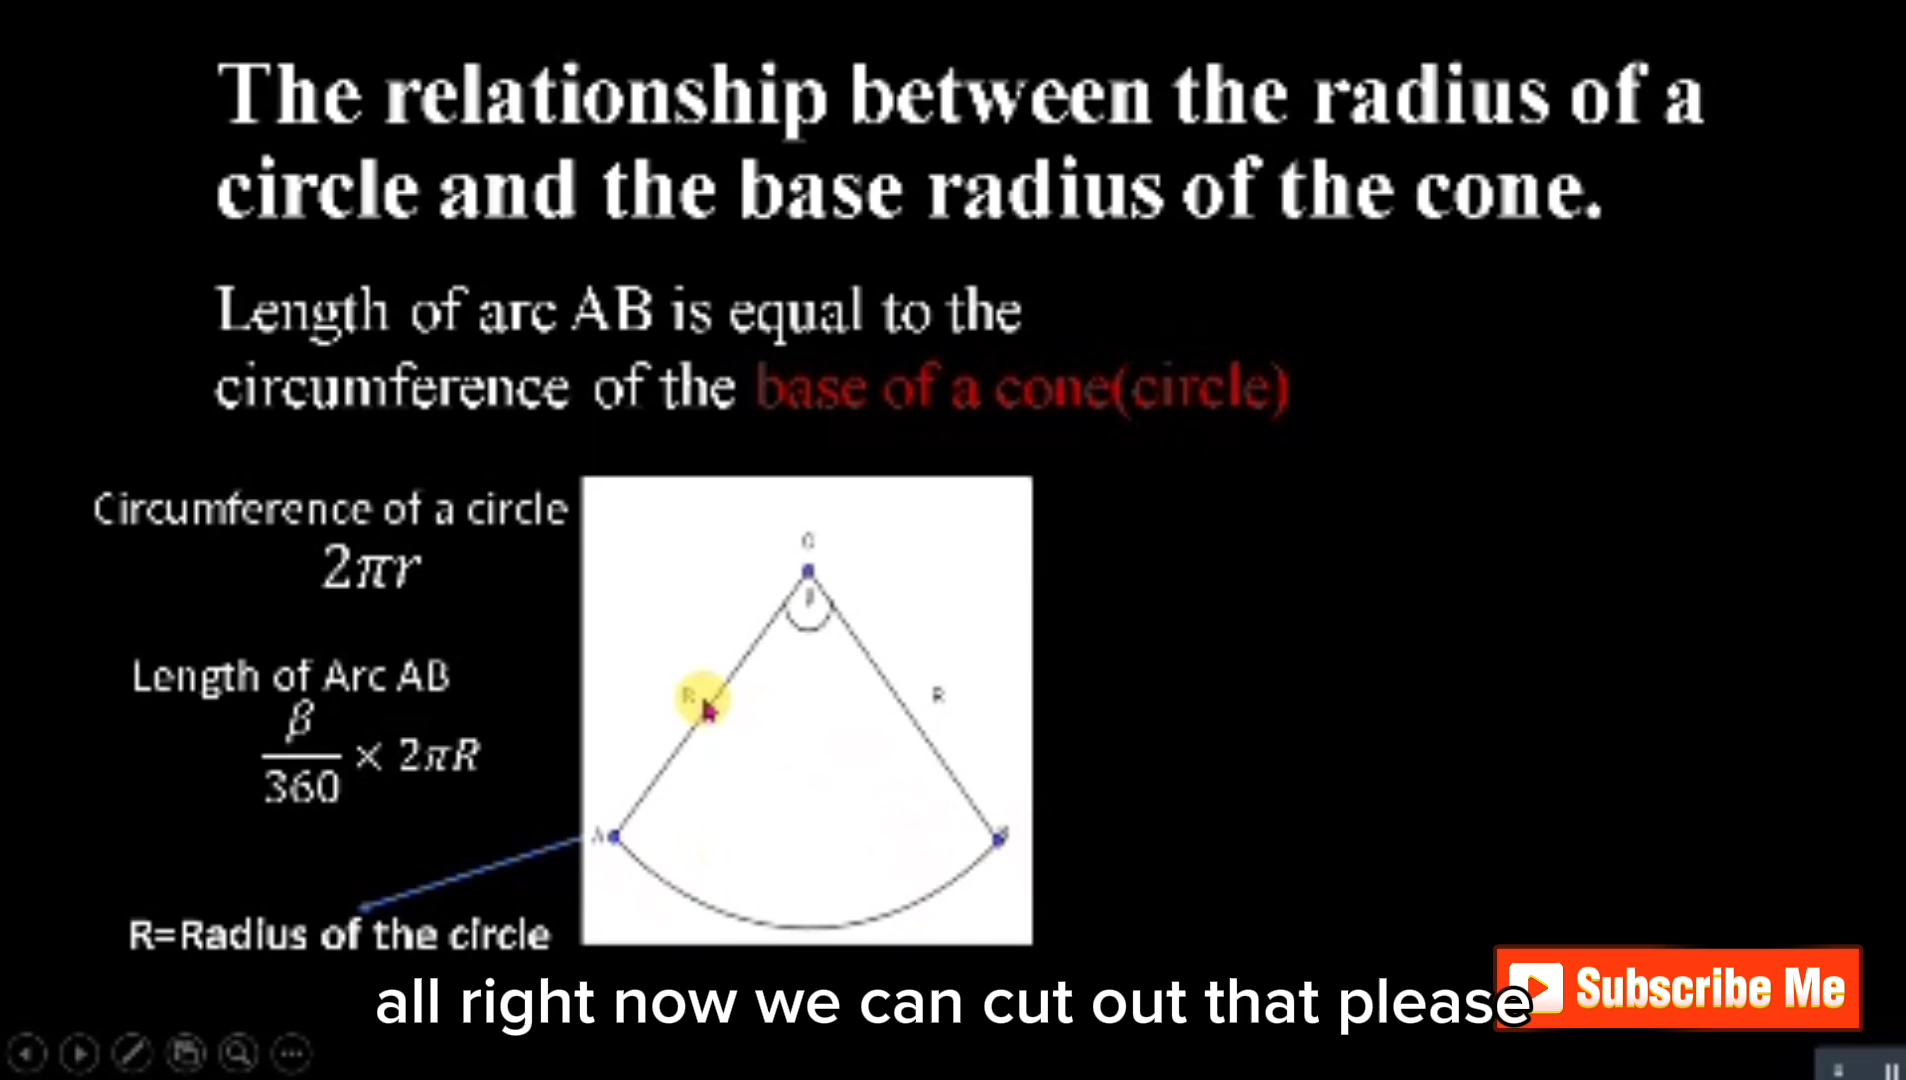 The relationship between the radius of a
circle and the base radius of the cone.
Length of arc AB is equal to the
circumference of the base of a cone(circle)
Circumference of a circle
2πr
Length of Arc AB
β
360
× 2πR
O
β
R
R
A
B
R=Radius of the circle
all right now we can cut out that please
Subscribe Me